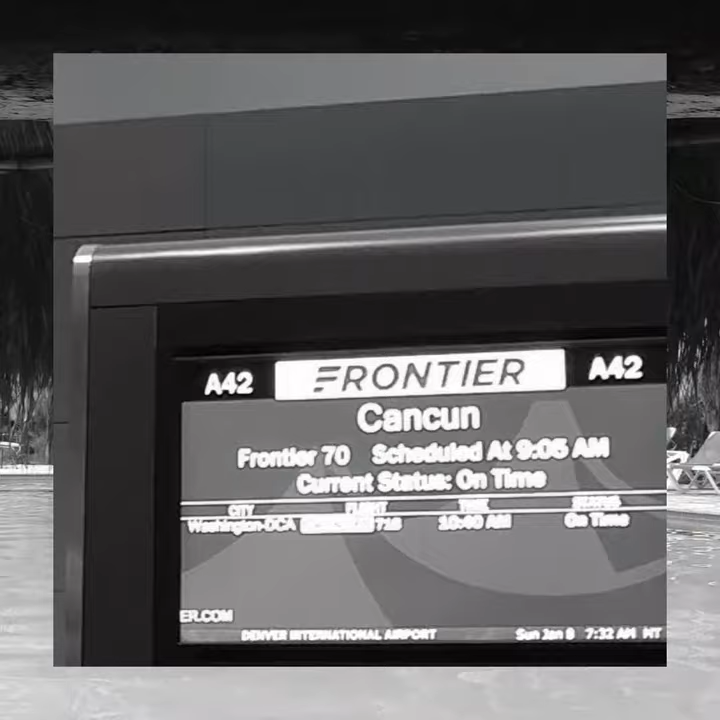 A42 FRONTIER A42
Cancun
Frontier 70 Scheduled At 9:05 AM
Current Status: On Time
CITY FLIGHT TIME STATUS
Washington-DCA 718 10:40 AM On Time
ER.COM
DENVER INTERNATIONAL AIRPORT Sun Jan 8 7:32 AM MT